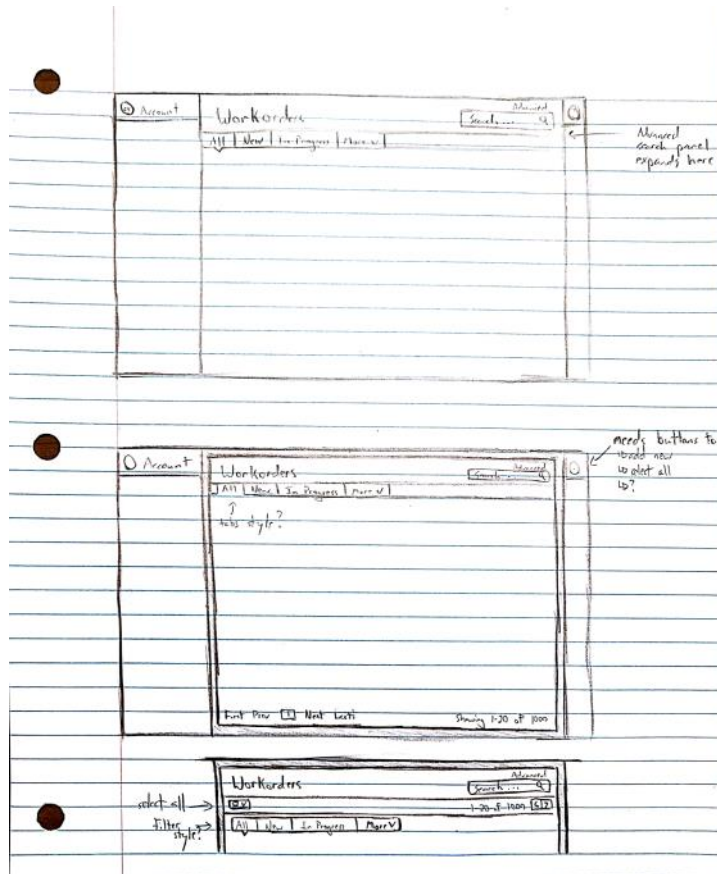 Account
Workorders
Advanced
Search...
All New In Progress More
Advanced
search panel
expands here
needs buttons to
add new
select all
?
Account
Workorders
Advanced
Search...
All New In Progress More
tabs style?
First Prev 1 Next Last
Showing 1-20 of 1000
Workorders
Advanced
Search...
select all
1-20 of 1000
Filter
style?
All New In Progress More